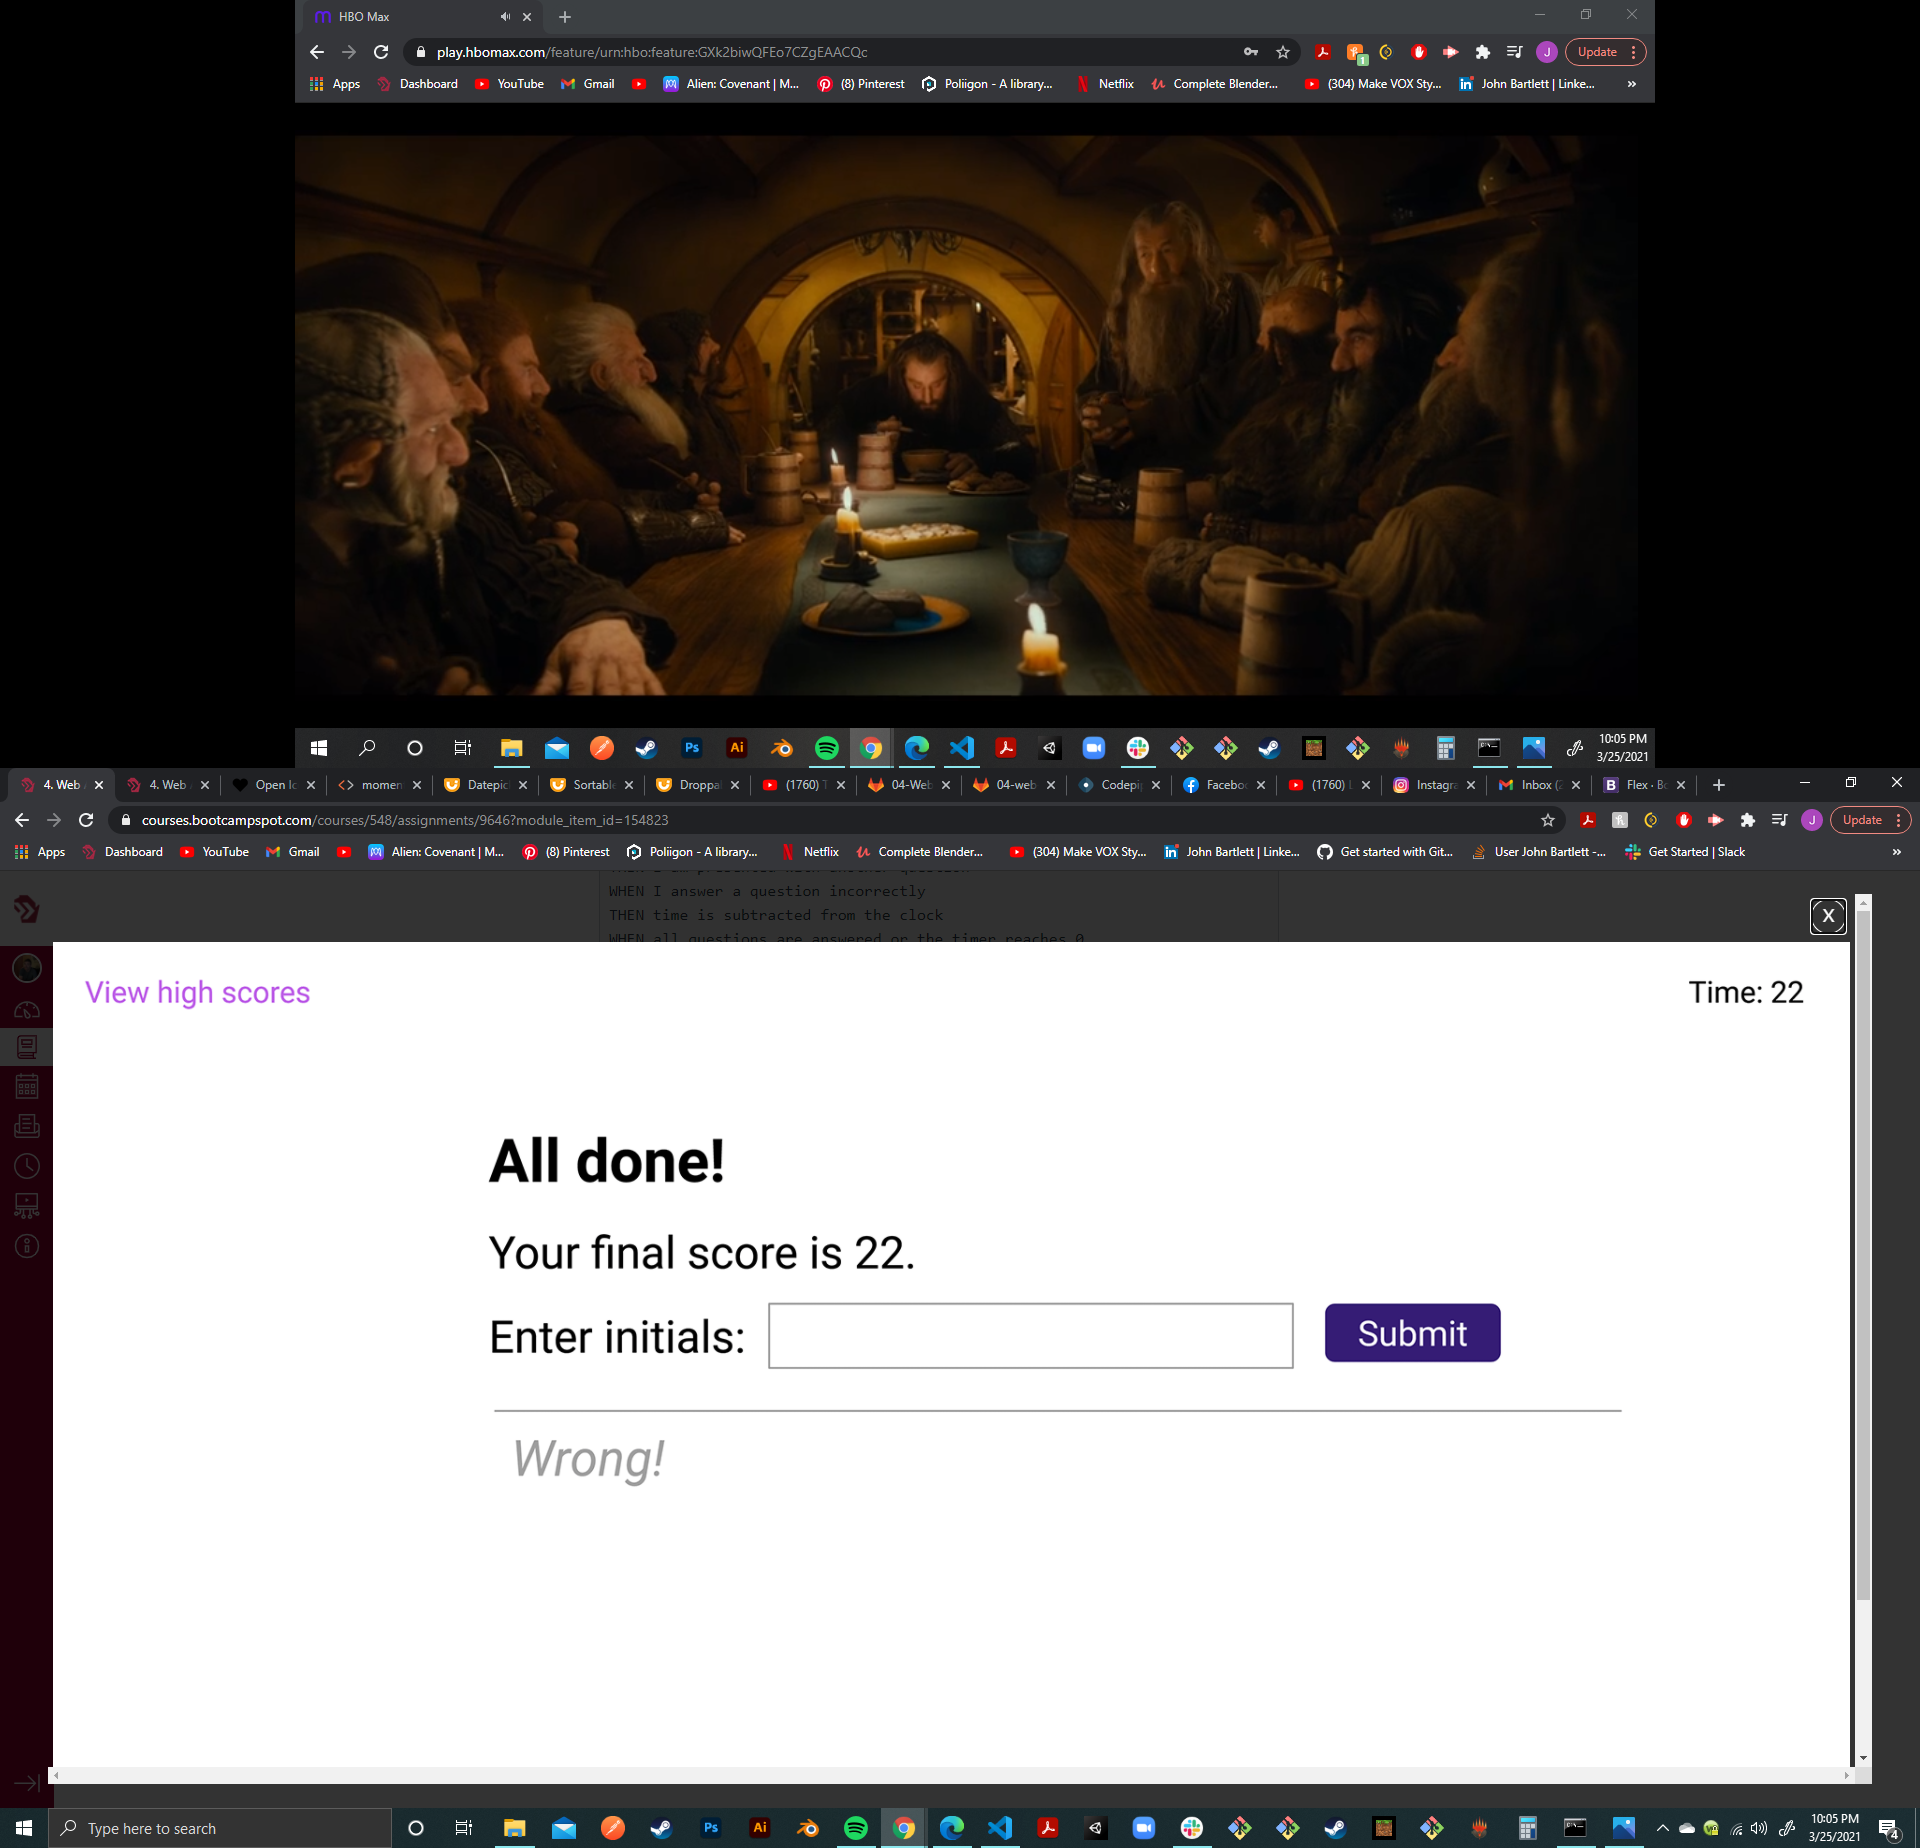 HBO Max
play.hbomax.com/feature/urn:hbo:feature:GXk2biwQFEo7CZgEAACQc
Update
Apps Dashboard YouTube Gmail Alien: Covenant | M... (8) Pinterest Poliigon - A library... Netflix Complete Blender... (304) Make VOX Sty... John Bartlett | Linke... »
10:05 PM
3/25/2021
4. Web 4. Web Open Ic momen Datepic Sortable Droppa (1760) T 04-Web 04-web Codepi Faceboo (1760) L Instagra Inbox (2 Flex · Bo
courses.bootcampspot.com/courses/548/assignments/9646?module_item_id=154823
Update
Apps Dashboard YouTube Gmail Alien: Covenant | M... (8) Pinterest Poliigon - A library... Netflix Complete Blender... (304) Make VOX Sty... John Bartlett | Linke... Get started with Git... User John Bartlett -... Get Started | Slack »
WHEN I answer a question incorrectly
THEN time is subtracted from the clock
WHEN all questions are answered or the timer reaches 0
X
View high scores
Time: 22
All done!
Your final score is 22.
Enter initials:
Submit
Wrong!
Type here to search
10:05 PM
3/25/2021
4